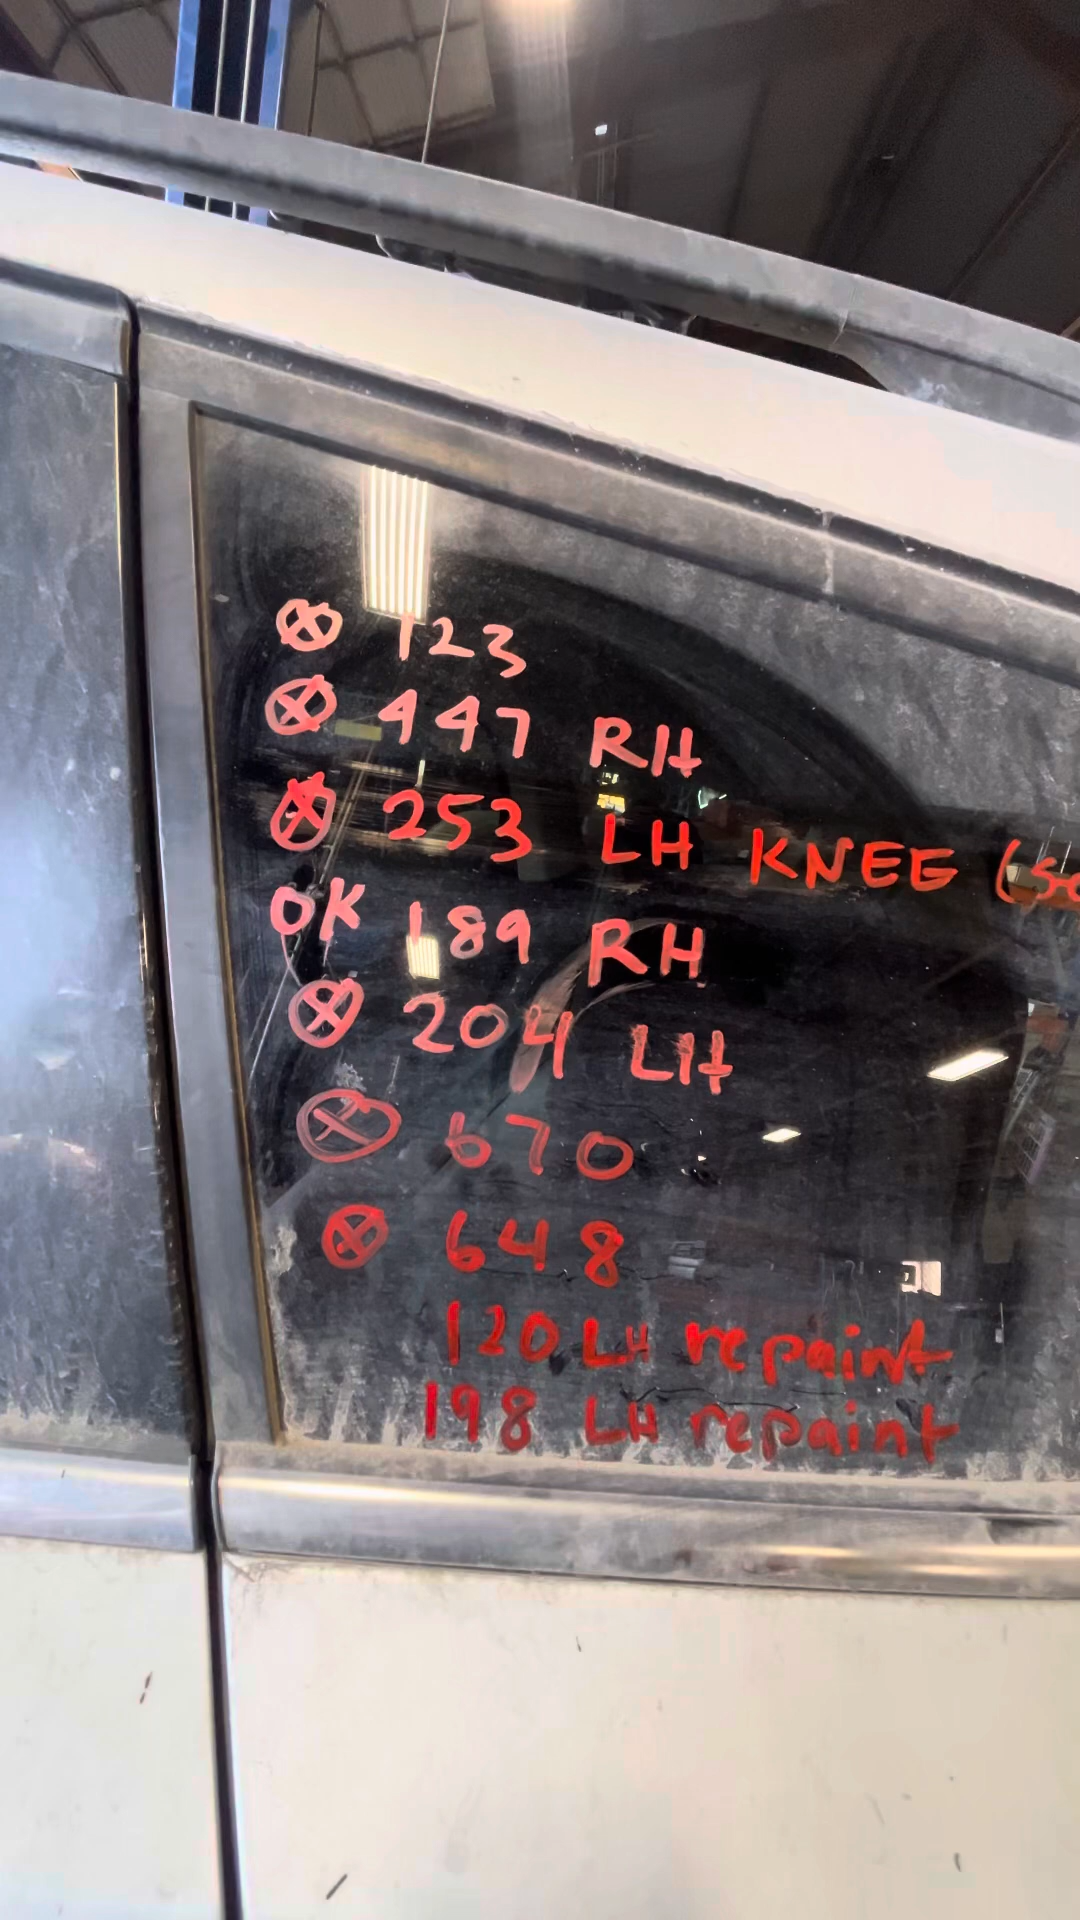 ⓧ 123
ⓧ 447 RH
ⓧ 253 LH KNEE
OK 189 RH
ⓧ 204 LH
ⓧ 670
ⓧ 648
120 LH repaint
198 LH repaint